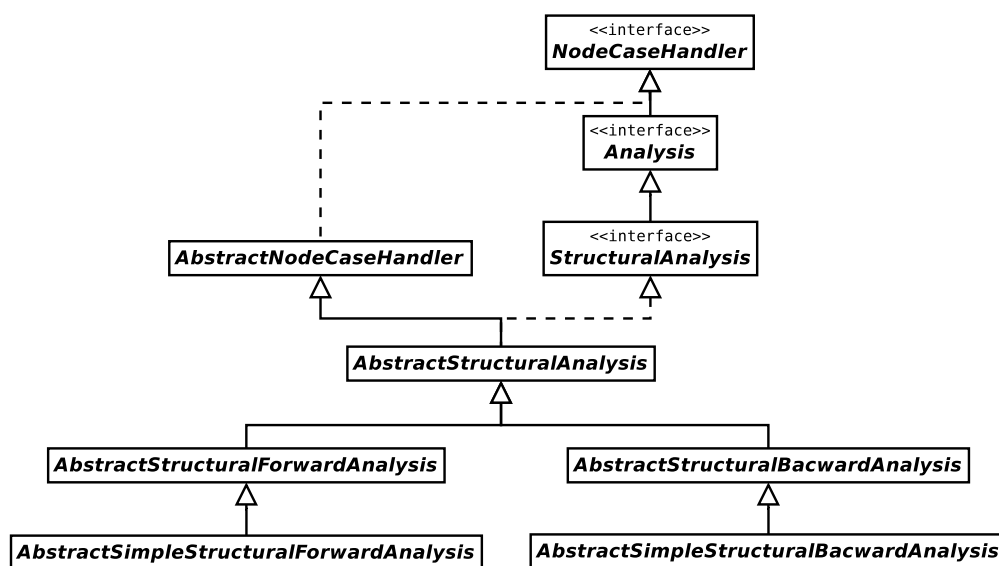 <<interface>>
NodeCaseHandler
<<interface>>
Analysis
<<interface>>
StructuralAnalysis
AbstractNodeCaseHandler
AbstractStructuralAnalysis
AbstractStructuralForwardAnalysis
AbstractStructuralBacwardAnalysis
AbstractSimpleStructuralForwardAnalysis
AbstractSimpleStructuralBacwardAnalysis